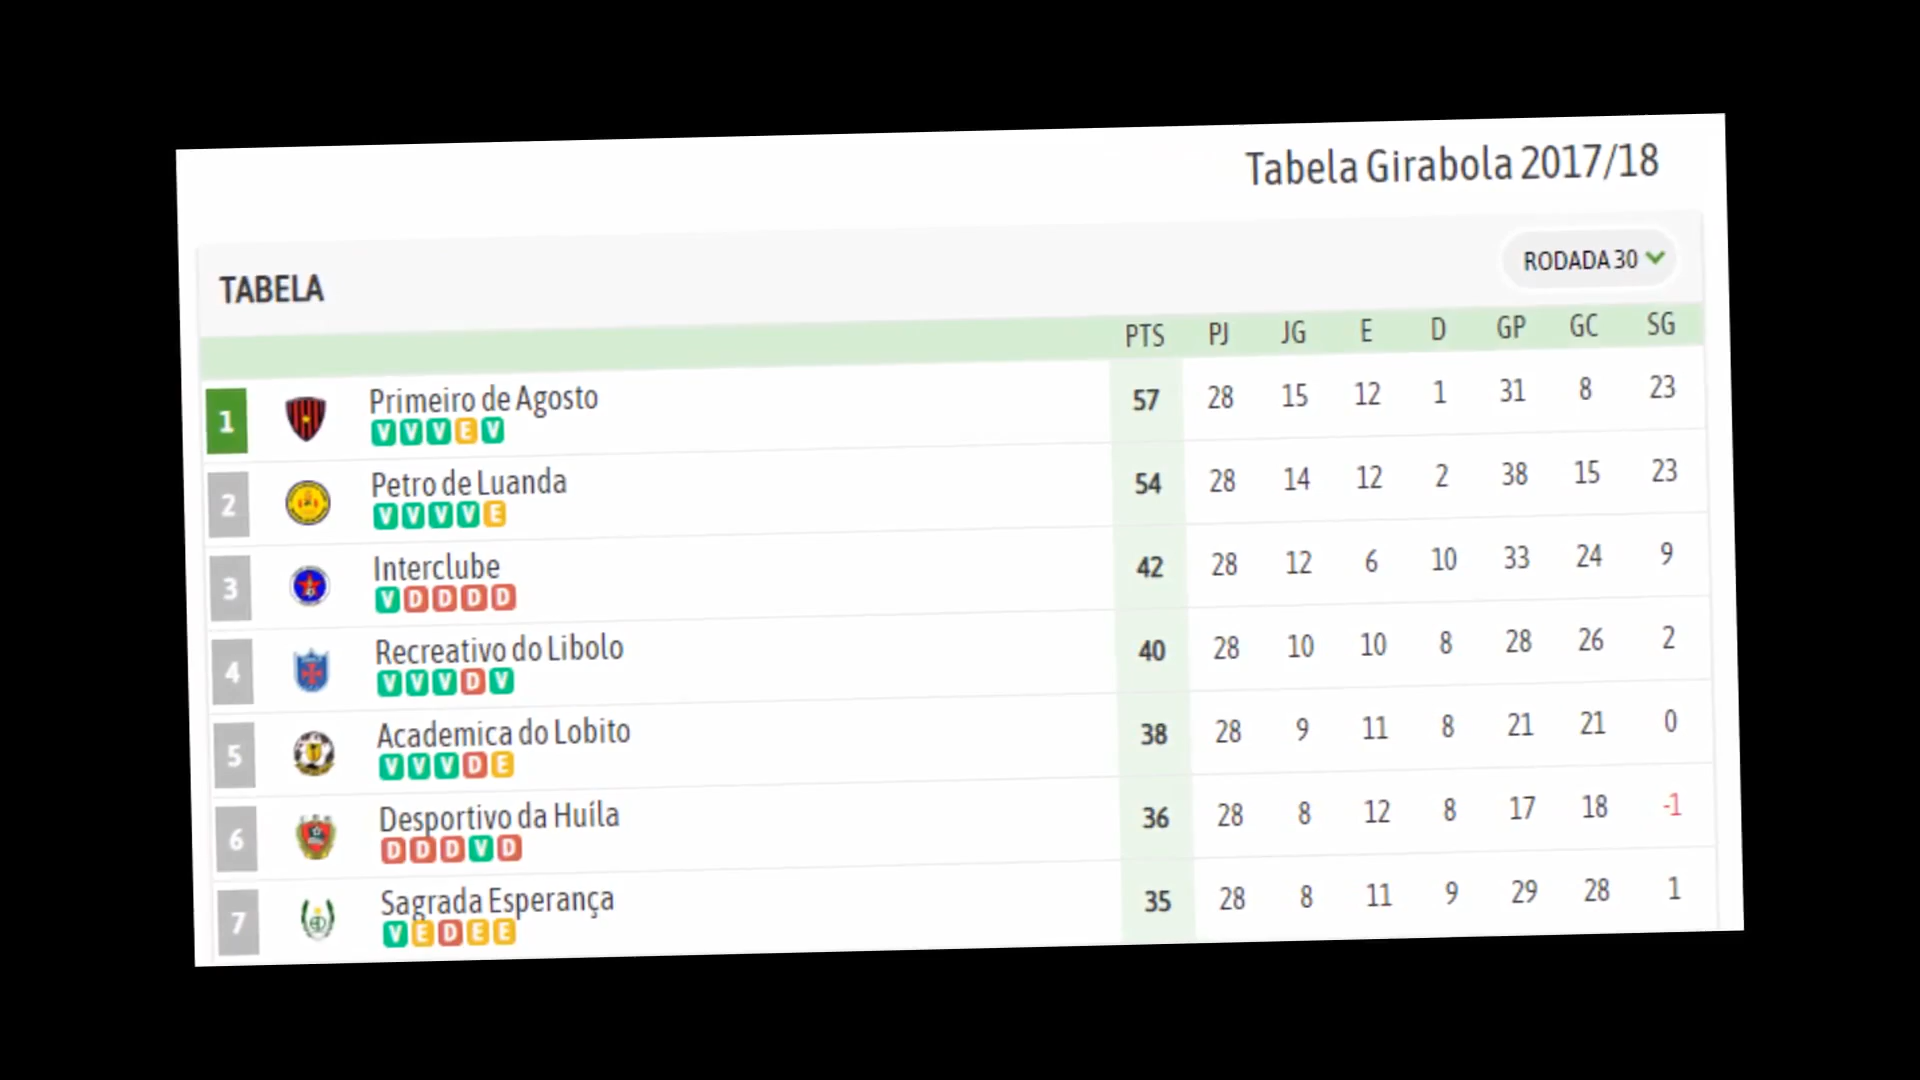 Tabela Girabola 2017/18
TABELA
RODADA 30
PTS PJ JG E D GP GC SG
1 Primeiro de Agosto 57 28 15 12 1 31 8 23
V V V E V
2 Petro de Luanda 54 28 14 12 2 38 15 23
V V V V E
3 Interclube 42 28 12 6 10 33 24 9
V D D D D
4 Recreativo do Libolo 40 28 10 10 8 28 26 2
V V V D V
5 Academica do Lobito 38 28 9 11 8 21 21 0
V V V D E
6 Desportivo da Huíla 36 28 8 12 8 17 18 -1
D D D V D
7 Sagrada Esperança 35 28 8 11 9 29 28 1
V E D E E